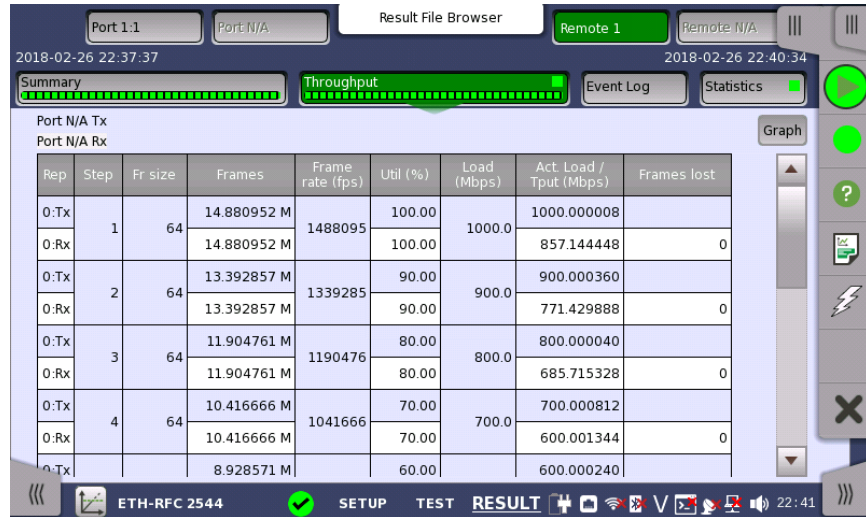 Port 1:1 Port N/A Result File Browser Remote 1 Remote N/A
2018-02-26 22:37:37 2018-02-26 22:40:34
Summary Throughput Event Log Statistics
Port N/A Tx
Port N/A Rx
Graph
Rep Step Fr size Frames Frame rate (fps) Util (%) Load (Mbps) Act. Load / Tput (Mbps) Frames lost
0:Tx 1 64 14.880952 M 1488095 100.00 1000.0 1000.000008
0:Rx 14.880952 M 100.00 857.144448 0
0:Tx 2 64 13.392857 M 1339285 90.00 900.0 900.000360
0:Rx 13.392857 M 90.00 771.429888 0
0:Tx 3 64 11.904761 M 1190476 80.00 800.0 800.000040
0:Rx 11.904761 M 80.00 685.715328 0
0:Tx 4 64 10.416666 M 1041666 70.00 700.0 700.000812
0:Rx 10.416666 M 70.00 600.001344 0
0:Tx 8.928571 M 60.00 600.000240
ETH-RFC 2544 SETUP TEST RESULT 22:41